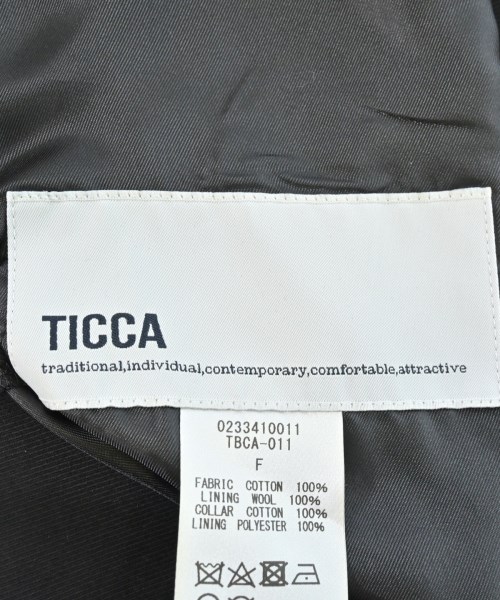 TICCA
traditional,individual,contemporary,comfortable,attractive
0233410011
TBCA-011
F
FABRIC COTTON 100%
LINING WOOL 100%
COLLAR COTTON 100%
LINING POLYESTER 100%